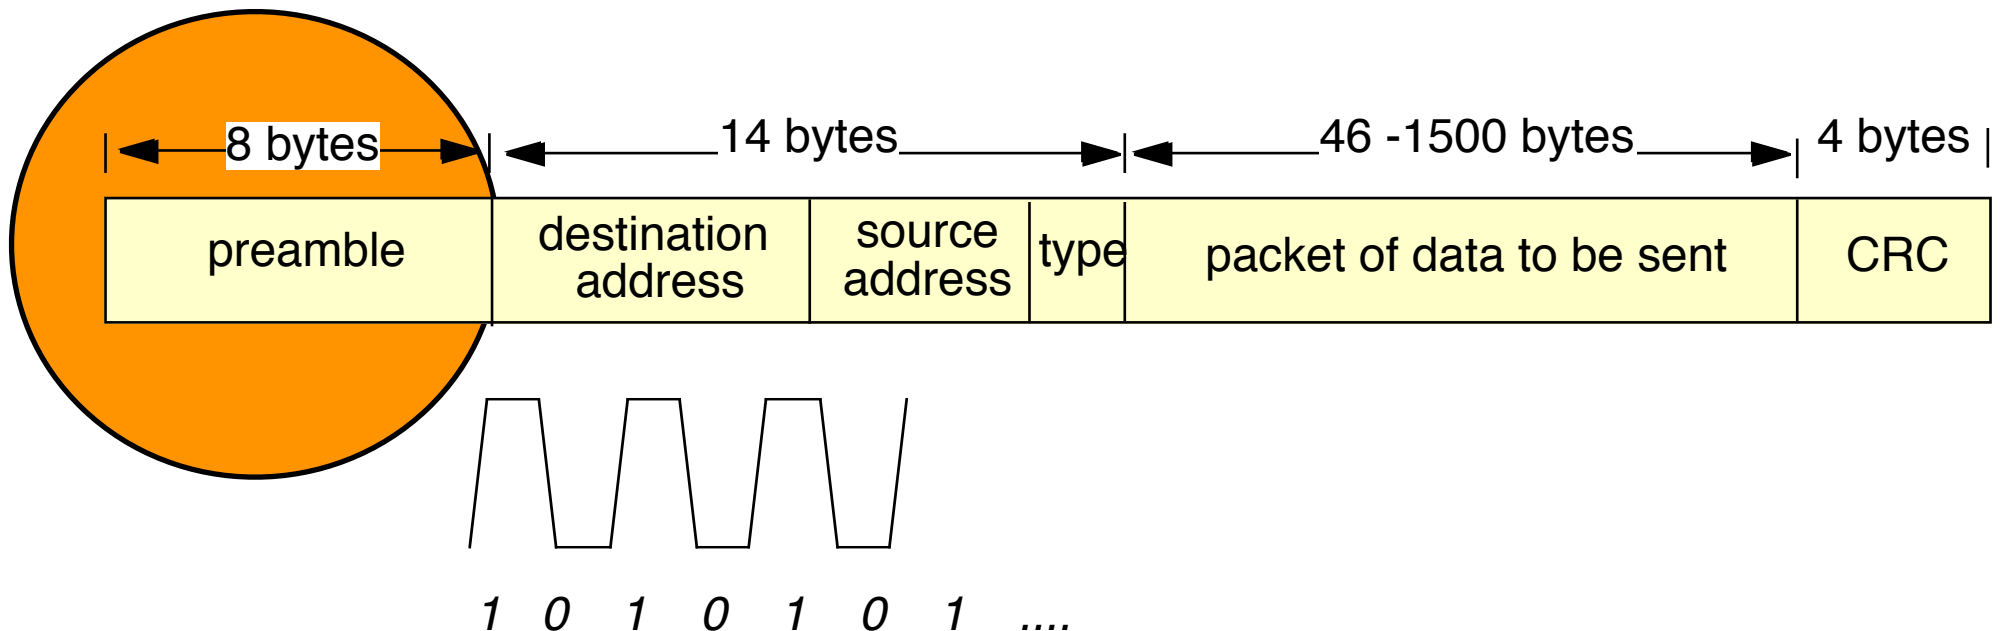 8 bytes
14 bytes
46 -1500 bytes
4 bytes
preamble
destination
address
source
address
type
packet of data to be sent
CRC
1 0 1 0 1 0 1 ....